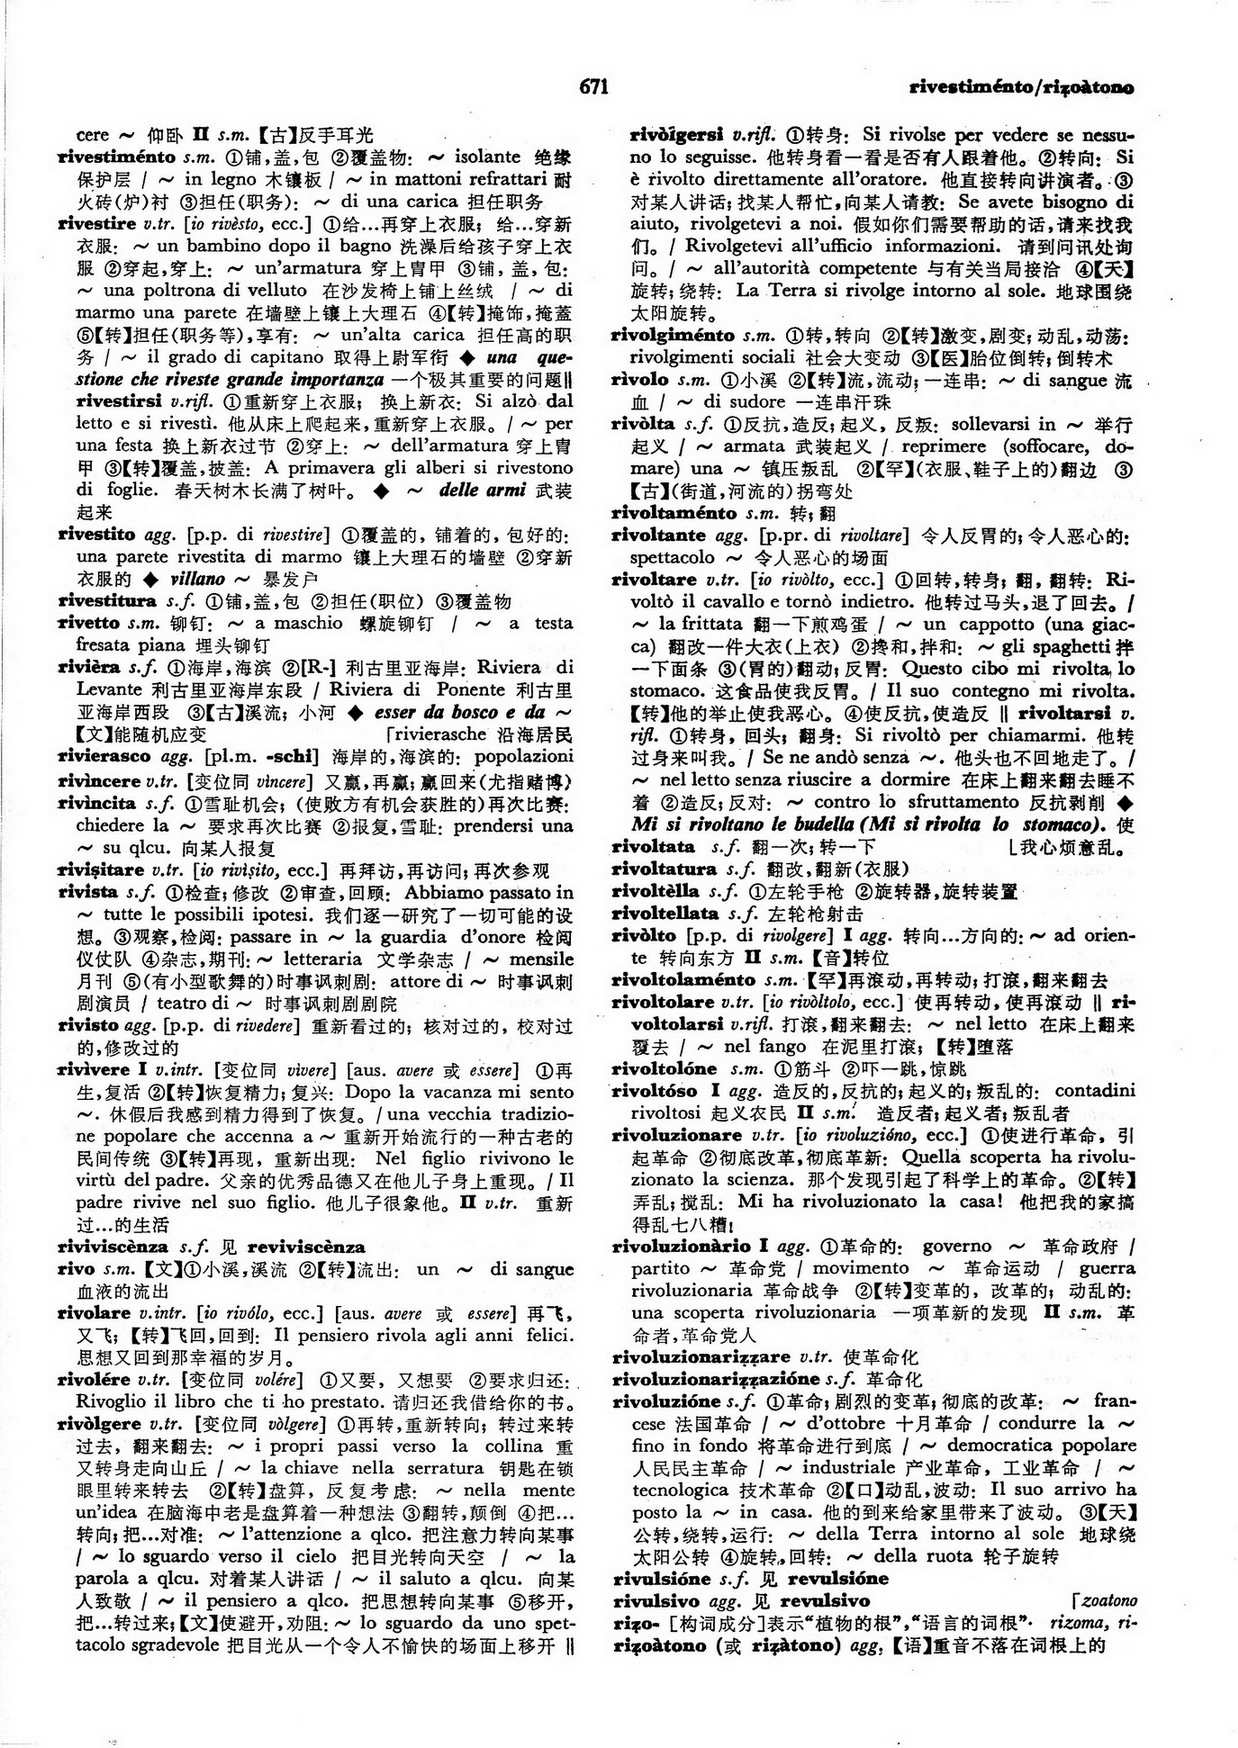 671
rivestiménto/riẓoàtono
cere ～ 仰卧 II s.m.【古】反手耳光
rivestiménto s.m. ①铺,盖,包 ②覆盖物: ～ isolante 绝缘
保护层 / ～ in legno 木镶板 / ～ in mattoni refrattari 耐
火砖(炉)衬 ③担任(职务): ～ di una carica 担任职务
rivestire v.tr. [io rivèsto, ecc.] ①给…再穿上衣服; 给…穿新
衣服: ～ un bambino dopo il bagno 洗澡后给孩子穿上衣
服 ②穿起,穿上: ～ un'armatura 穿上胄甲 ③铺, 盖, 包:
～ una poltrona di velluto 在沙发椅上铺上丝绒 / ～ di
marmo una parete 在墙壁上镶上大理石 ④【转】掩饰,掩蓋
⑤【转】担任(职务等),享有: ～ un'alta carica 担任高的职
务 / ～ il grado di capitano 取得上尉军衔 ◆ una que-
stione che riveste grande importanza 一个极其重要的问题‖
rivestirsi v.rifl. ①重新穿上衣服; 换上新衣: Si alzò dal
letto e si rivestì. 他从床上爬起来,重新穿上衣服。/ ～ per
una festa 换上新衣过节 ②穿上: ～ dell'armatura 穿上胄
甲 ③【转】覆盖,披盖: A primavera gli alberi si rivestono
di foglie. 春天树木长满了树叶。 ◆ ～ delle armi 武装
起来
rivestito agg. [p.p. di rivestire] ①覆盖的, 铺着的, 包好的:
una parete rivestita di marmo 镶上大理石的墙壁 ②穿新
衣服的 ◆ villano ～ 暴发户
rivestitura s.f. ①铺,盖,包 ②担任(职位) ③覆盖物
rivetto s.m. 铆钉: ～ a maschio 螺旋铆钉 / ～ a testa
fresata piana 埋头铆钉
rivièra s.f. ①海岸,海滨 ②[R-] 利古里亚海岸: Riviera di
Levante 利古里亚海岸东段 / Riviera di Ponente 利古里
亚海岸西段 ③【古】溪流; 小河 ◆ esser da bosco e da ～
【文】能随机应变 「rivierasche 沿海居民
rivierasco agg. [pl.m. -schi] 海岸的,海滨的: popolazioni
rivìncere v.tr. [变位同 vìncere] 又赢,再赢; 赢回来(尤指赌博)
rivìncita s.f. ①雪耻机会; (使败方有机会获胜的)再次比赛:
chiedere la ～ 要求再次比赛 ②报复,雪耻: prendersi una
～ su qlcu. 向某人报复
riviṣitare v.tr. [io rivìṣito, ecc.] 再拜访,再访问; 再次参观
rivista s.f. ①检查; 修改 ②审查,回顾: Abbiamo passato in
～ tutte le possibili ipotesi. 我们逐一研究了一切可能的设
想。③观察,检阅: passare in ～ la guardia d'onore 检阅
仪仗队 ④杂志,期刊: ～ letteraria 文学杂志 / ～ mensile
月刊 ⑤(有小型歌舞的)时事讽刺剧: attore di ～ 时事讽刺
剧演员 / teatro di ～ 时事讽刺剧剧院
rivisto agg. [p.p. di rivedere] 重新看过的; 核对过的, 校对过
的,修改过的
rivìvere I v.intr. [变位同 vìvere] [aus. avere 或 essere] ①再
生,复活 ②【转】恢复精力; 复兴: Dopo la vacanza mi sento
～. 休假后我感到精力得到了恢复。/ una vecchia tradizio-
ne popolare che accenna a ～ 重新开始流行的一种古老的
民间传统 ③【转】再现, 重新出现: Nel figlio rivivono le
virtù del padre. 父亲的优秀品德又在他儿子身上重现。/ Il
padre rivive nel suo figlio. 他儿子很象他。II v.tr. 重新
过…的生活
riviviscènza s.f. 见 reviviscènza
rivo s.m. 【文】①小溪,溪流 ②【转】流出: un ～ di sangue
血液的流出
rivolare v.intr. [io rivólo, ecc.] [aus. avere 或 essere] 再飞,
又飞; 【转】飞回,回到: Il pensiero rivola agli anni felici.
思想又回到那幸福的岁月。
rivolére v.tr. [变位同 volére] ①又要, 又想要 ②要求归还:
Rivoglio il libro che ti ho prestato. 请归还我借给你的书。
rivòlgere v.tr. [变位同 vòlgere] ①再转,重新转向; 转过来转
过去, 翻来翻去: ～ i propri passi verso la collina 重
又转身走向山丘 / ～ la chiave nella serratura 钥匙在锁
眼里转来转去 ②【转】盘算, 反复考虑: ～ nella mente
un'idea 在脑海中老是盘算着一种想法 ③翻转,颠倒 ④把…
转向; 把…对准: ～ l'attenzione a qlco. 把注意力转向某事
/ ～ lo sguardo verso il cielo 把目光转向天空 / ～ la
parola a qlcu. 对着某人讲话 / ～ il saluto a qlcu. 向某
人致敬 / ～ il pensiero a qlco. 把思想转向某事 ⑤移开,
把…转过来;【文】使避开,劝阻: ～ lo sguardo da uno spet-
tacolo sgradevole 把目光从一个令人不愉快的场面上移开 ‖
rivòlgersi v.rifl. ①转身: Si rivolse per vedere se nessu-
no lo seguisse. 他转身看一看是否有人跟着他。②转向: Si
è rivolto direttamente all'oratore. 他直接转向讲演者。③
对某人讲话; 找某人帮忙,向某人请教: Se avete bisogno di
aiuto, rivolgetevi a noi. 假如你们需要帮助的话,请来找我
们。/ Rivolgetevi all'ufficio informazioni. 请到问讯处询
问。/ ～ all'autorità competente 与有关当局接洽 ④【天】
旋转; 绕转: La Terra si rivolge intorno al sole. 地球围绕
太阳旋转。
rivolgiménto s.m. ①转,转向 ②【转】激变,剧变; 动乱,动荡:
rivolgimenti sociali 社会大变动 ③【医】胎位倒转; 倒转术
rìvolo s.m. ①小溪 ②【转】流,流动; 一连串: ～ di sangue 流
血 / ～ di sudore 一连串汗珠
rivòlta s.f. ①反抗,造反; 起义, 反叛: sollevarsi in ～ 举行
起义 / ～ armata 武装起义 / reprimere (soffocare, do-
mare) una ～ 镇压叛乱 ②【罕】(衣服、鞋子上的)翻边 ③
【古】(街道,河流的)拐弯处
rivoltaménto s.m. 转; 翻
rivoltante agg. [p.pr. di rivoltare] 令人反胃的; 令人恶心的:
spettacolo ～ 令人恶心的场面
rivoltare v.tr. [io rivòlto, ecc.] ①回转,转身; 翻, 翻转: Ri-
voltò il cavallo e tornò indietro. 他转过马头,退了回去。/
～ la frittata 翻一下煎鸡蛋 / ～ un cappotto (una giac-
ca) 翻改一件大衣(上衣) ②搀和,拌和: ～ gli spaghetti 拌
一下面条 ③(胃的)翻动; 反胃: Questo cibo mi rivolta lo
stomaco. 这食品使我反胃。/ Il suo contegno mi rivolta.
【转】他的举止使我恶心。④使反抗,使造反 ‖ rivoltarsi v.
rifl. ①转身, 回头; 翻身: Si rivoltò per chiamarmi. 他转
过身来叫我。/ Se ne andò senza ～. 他头也不回地走了。/
～ nel letto senza riuscire a dormire 在床上翻来翻去睡不
着 ②造反; 反对: ～ contro lo sfruttamento 反抗剥削 ◆
Mi si rivoltano le budella (Mi si rivolta lo stomaco). 使
rivoltata s.f. 翻一次; 转一下 ⌊我心烦意乱。
rivoltatura s.f. 翻改,翻新(衣服)
rivoltèlla s.f. ①左轮手枪 ②旋转器,旋转装置
rivoltellata s.f. 左轮枪射击
rivòlto [p.p. di rivolgere] I agg. 转向…方向的: ～ ad orien-
te 转向东方 II s.m. 【音】转位
rivoltolaménto s.m.【罕】再滚动,再转动; 打滚,翻来翻去
rivoltolare v.tr. [io rivòltolo, ecc.] 使再转动,使再滚动 ‖ ri-
voltolarsi v.rifl. 打滚,翻来翻去: ～ nel letto 在床上翻来
覆去 / ～ nel fango 在泥里打滚; 【转】堕落
rivoltolóne s.m. ①筋斗 ②吓一跳,惊跳
rivoltóso I agg. 造反的,反抗的; 起义的; 叛乱的: contadini
rivoltosi 起义农民 II s.m. 造反者; 起义者; 叛乱者
rivoluzionare v.tr. [io rivoluzióno, ecc.] ①使进行革命, 引
起革命 ②彻底改革,彻底革新: Quella scoperta ha rivolu-
zionato la scienza. 那个发现引起了科学上的革命。②【转】
弄乱; 搅乱: Mi ha rivoluzionato la casa! 他把我的家搞
得乱七八糟!
rivoluzionàrio I agg. ①革命的: governo ～ 革命政府 /
partito ～ 革命党 / movimento ～ 革命运动 / guerra
rivoluzionaria 革命战争 ②【转】变革的, 改革的; 动乱的:
una scoperta rivoluzionaria 一项革新的发现 II s.m. 革
命者,革命党人
rivoluzionariẓẓare v.tr. 使革命化
rivoluzionariẓẓazióne s.f. 革命化
rivoluzióne s.f. ①革命; 剧烈的变革; 彻底的改革: ～ fran-
cese 法国革命 / ～ d'ottobre 十月革命 / condurre la ～
fino in fondo 将革命进行到底 / ～ democratica popolare
人民民主革命 / ～ industriale 产业革命, 工业革命 / ～
tecnologica 技术革命 ②【口】动乱,波动: Il suo arrivo ha
posto la ～ in casa. 他的到来给家里带来了波动。③【天】
公转,绕转,运行: ～ della Terra intorno al sole 地球绕
太阳公转 ④旋转,回转: ～ della ruota 轮子旋转
rivulsióne s.f. 见 revulsióne
rivulsivo agg. 见 revulsivo 「zoatono
riẓo- [构词成分]表示“植物的根”,“语言的词根”. rizoma, ri-
riẓoàtono (或 riẓàtono) agg. 【语】重音不落在词根上的